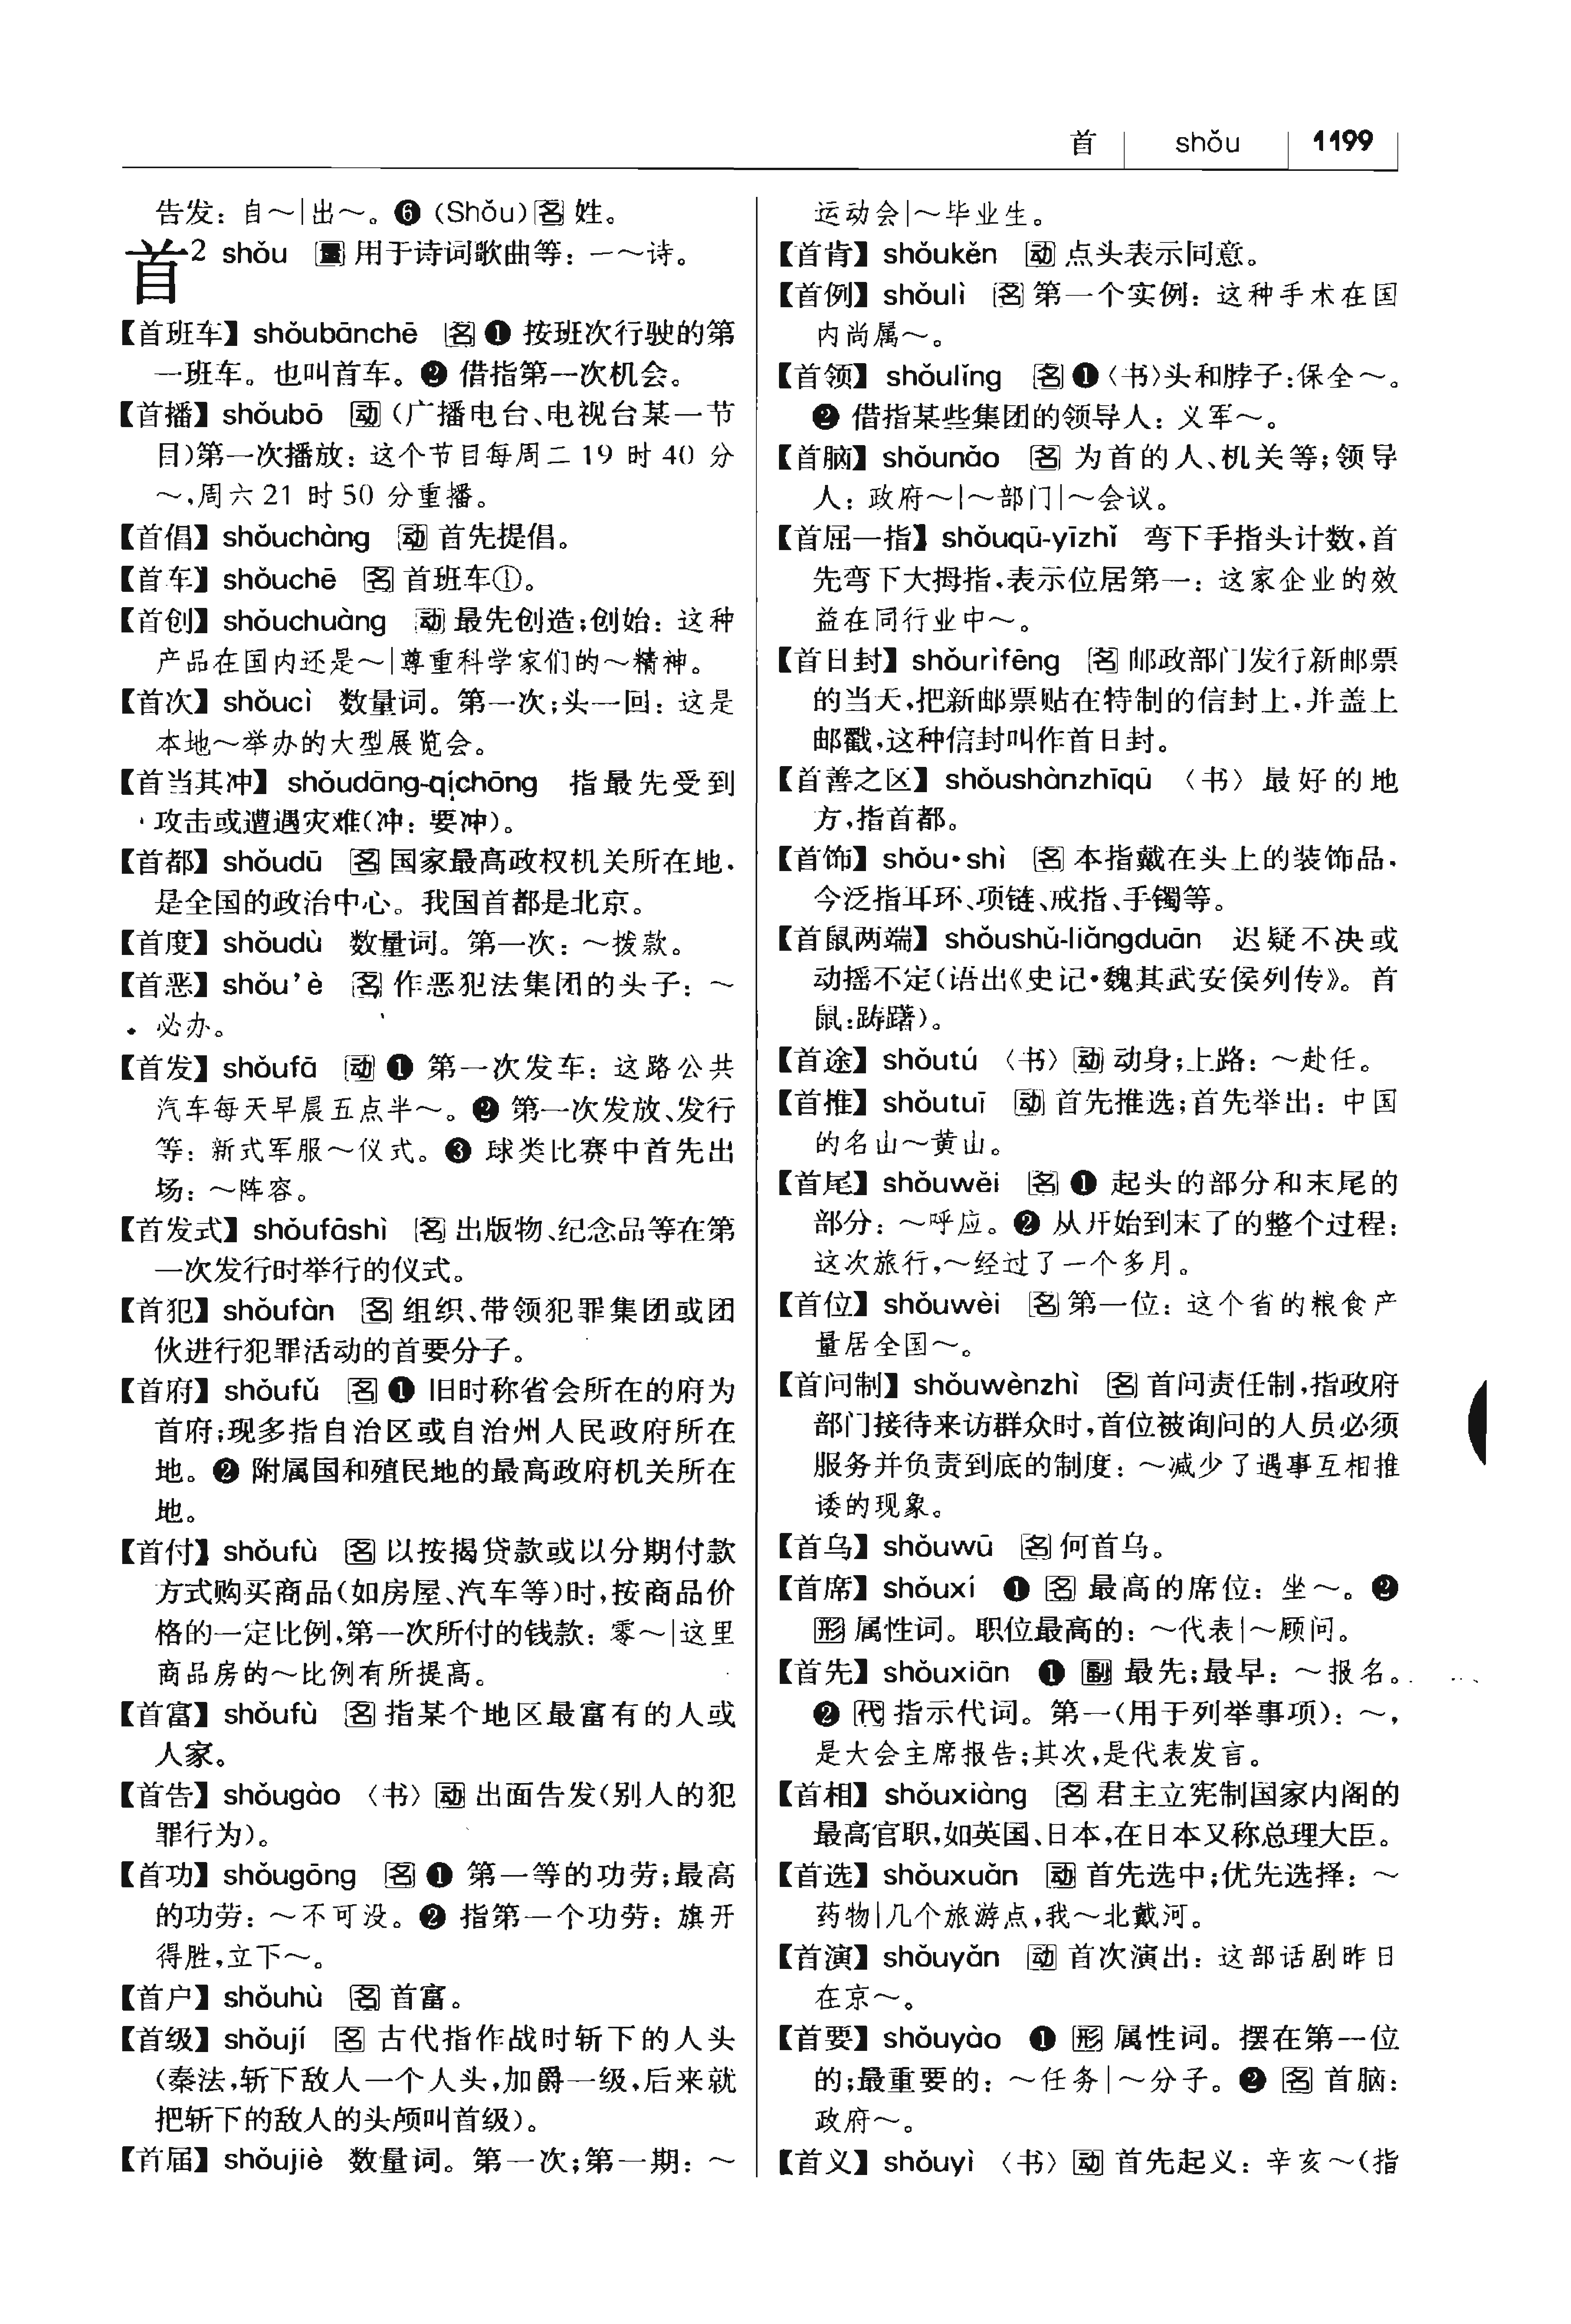 首 shǒu 1199
告发：自～|出～。❻(Shǒu)名 姓。
首² shǒu 量 用于诗词歌曲等：一～诗。
【首班车】shǒubānchē 名 ❶ 按班次行驶的第
一班车。也叫首车。❷ 借指第一次机会。
【首播】shǒubō 动（广播电台、电视台某一节
目）第一次播放：这个节目每周二 19 时 40 分
～，周六 21 时 50 分重播。
【首倡】shǒuchàng 动 首先提倡。
【首车】shǒuchē 名 首班车①。
【首创】shǒuchuàng 动 最先创造；创始：这种
产品在国内还是～|尊重科学家们的～精神。
【首次】shǒucì 数量词。第一次；头一回：这是
本地～举办的大型展览会。
【首当其冲】shǒudāng-qíchōng 指最先受到
攻击或遭遇灾难（冲：要冲）。
【首都】shǒudū 名 国家最高政权机关所在地，
是全国的政治中心。我国首都是北京。
【首度】shǒudù 数量词。第一次：～拨款。
【首恶】shǒu’è 名 作恶犯法集团的头子：～
必办。
【首发】shǒufā 动 ❶ 第一次发车：这路公共
汽车每天早晨五点半～。❷ 第一次发放、发行
等：新式军服～仪式。❸ 球类比赛中首先出
场：～阵容。
【首发式】shǒufāshì 名 出版物、纪念品等在第
一次发行时举行的仪式。
【首犯】shǒufàn 名 组织、带领犯罪集团或团
伙进行犯罪活动的首要分子。
【首府】shǒufǔ 名 ❶ 旧时称省会所在的府为
首府；现多指自治区或自治州人民政府所在
地。❷ 附属国和殖民地的最高政府机关所在
地。
【首付】shǒufù 名 以按揭贷款或以分期付款
方式购买商品（如房屋、汽车等）时，按商品价
格的一定比例，第一次所付的钱款：零～|这里
商品房的～比例有所提高。
【首富】shǒufù 名 指某个地区最富有的人或
人家。
【首告】shǒugào〈书〉动 出面告发（别人的犯
罪行为）。
【首功】shǒugōng 名 ❶ 第一等的功劳；最高
的功劳：～不可没。❷ 指第一个功劳：旗开
得胜，立下～。
【首户】shǒuhù 名 首富。
【首级】shǒují 名 古代指作战时斩下的人头
（秦法，斩下敌人一个人头，加爵一级，后来就
把斩下的敌人的头颅叫首级）。
【首届】shǒujiè 数量词。第一次；第一期：～
运动会|～毕业生。
【首肯】shǒukěn 动 点头表示同意。
【首例】shǒulì 名 第一个实例：这种手术在国
内尚属～。
【首领】shǒulǐng 名 ❶〈书〉头和脖子：保全～。
❷ 借指某些集团的领导人：义军～。
【首脑】shǒunǎo 名 为首的人、机关等；领导
人：政府～|～部门|～会议。
【首屈一指】shǒuqū-yīzhǐ 弯下手指头计数，首
先弯下大拇指，表示位居第一：这家企业的效
益在同行业中～。
【首日封】shǒurìfēng 名 邮政部门发行新邮票
的当天，把新邮票贴在特制的信封上，并盖上
邮戳，这种信封叫作首日封。
【首善之区】shǒushànzhīqū〈书〉最好的地
方，指首都。
【首饰】shǒu•shì 名 本指戴在头上的装饰品，
今泛指耳环、项链、戒指、手镯等。
【首鼠两端】shǒushǔ-liǎngduān 迟疑不决或
动摇不定（语出《史记•魏其武安侯列传》。首
鼠：踌躇）。
【首途】shǒutú〈书〉动 动身；上路：～赴任。
【首推】shǒutuī 动 首先推选；首先举出：中国
的名山～黄山。
【首尾】shǒuwěi 名 ❶ 起头的部分和末尾的
部分：～呼应。❷ 从开始到末了的整个过程：
这次旅行，～经过了一个多月。
【首位】shǒuwèi 名 第一位：这个省的粮食产
量居全国～。
【首问制】shǒuwènzhì 名 首问责任制，指政府
部门接待来访群众时，首位被询问的人员必须
服务并负责到底的制度：～减少了遇事互相推
诿的现象。
【首乌】shǒuwū 名 何首乌。
【首席】shǒuxí ❶ 名 最高的席位：坐～。❷
形 属性词。职位最高的：～代表|～顾问。
【首先】shǒuxiān ❶ 副 最先；最早：～报名。
❷ 代 指示代词。第一（用于列举事项）：～，
是大会主席报告；其次，是代表发言。
【首相】shǒuxiàng 名 君主立宪制国家内阁的
最高官职，如英国、日本，在日本又称总理大臣。
【首选】shǒuxuǎn 动 首先选中；优先选择：～
药物|几个旅游点，我～北戴河。
【首演】shǒuyǎn 动 首次演出：这部话剧昨日
在京～。
【首要】shǒuyào ❶ 形 属性词。摆在第一位
的；最重要的：～任务|～分子。❷ 名 首脑：
政府～。
【首义】shǒuyì〈书〉动 首先起义：辛亥～（指